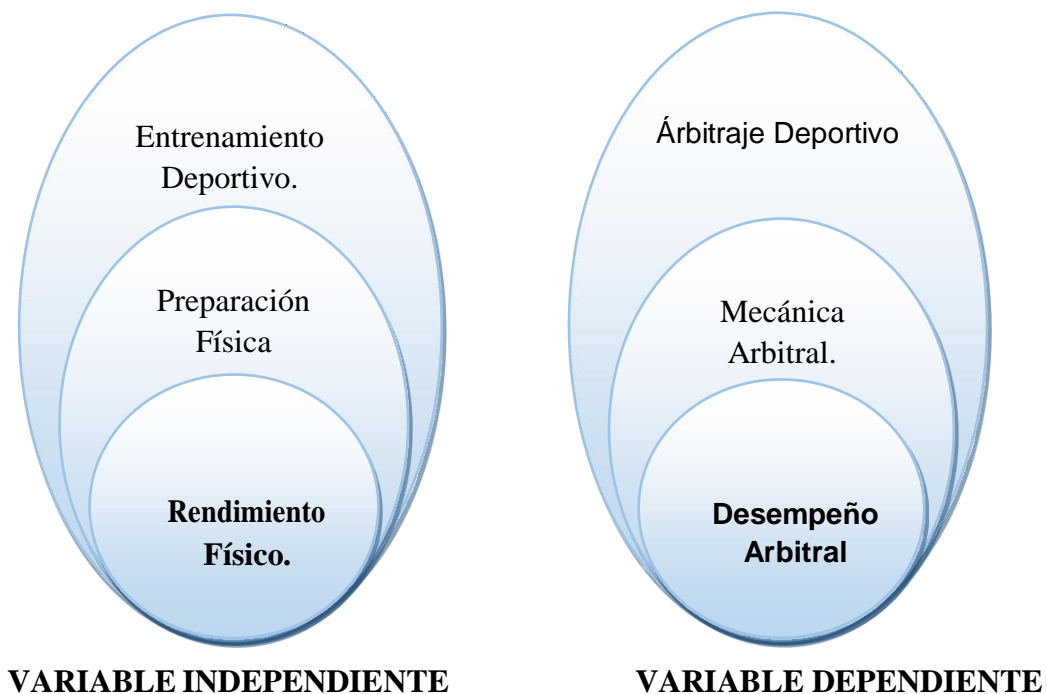 Entrenamiento
Deportivo.
Preparación
Física
Rendimiento
Físico.
VARIABLE INDEPENDIENTE
Árbitraje Deportivo
Mecánica
Arbitral.
Desempeño
Arbitral
VARIABLE DEPENDIENTE